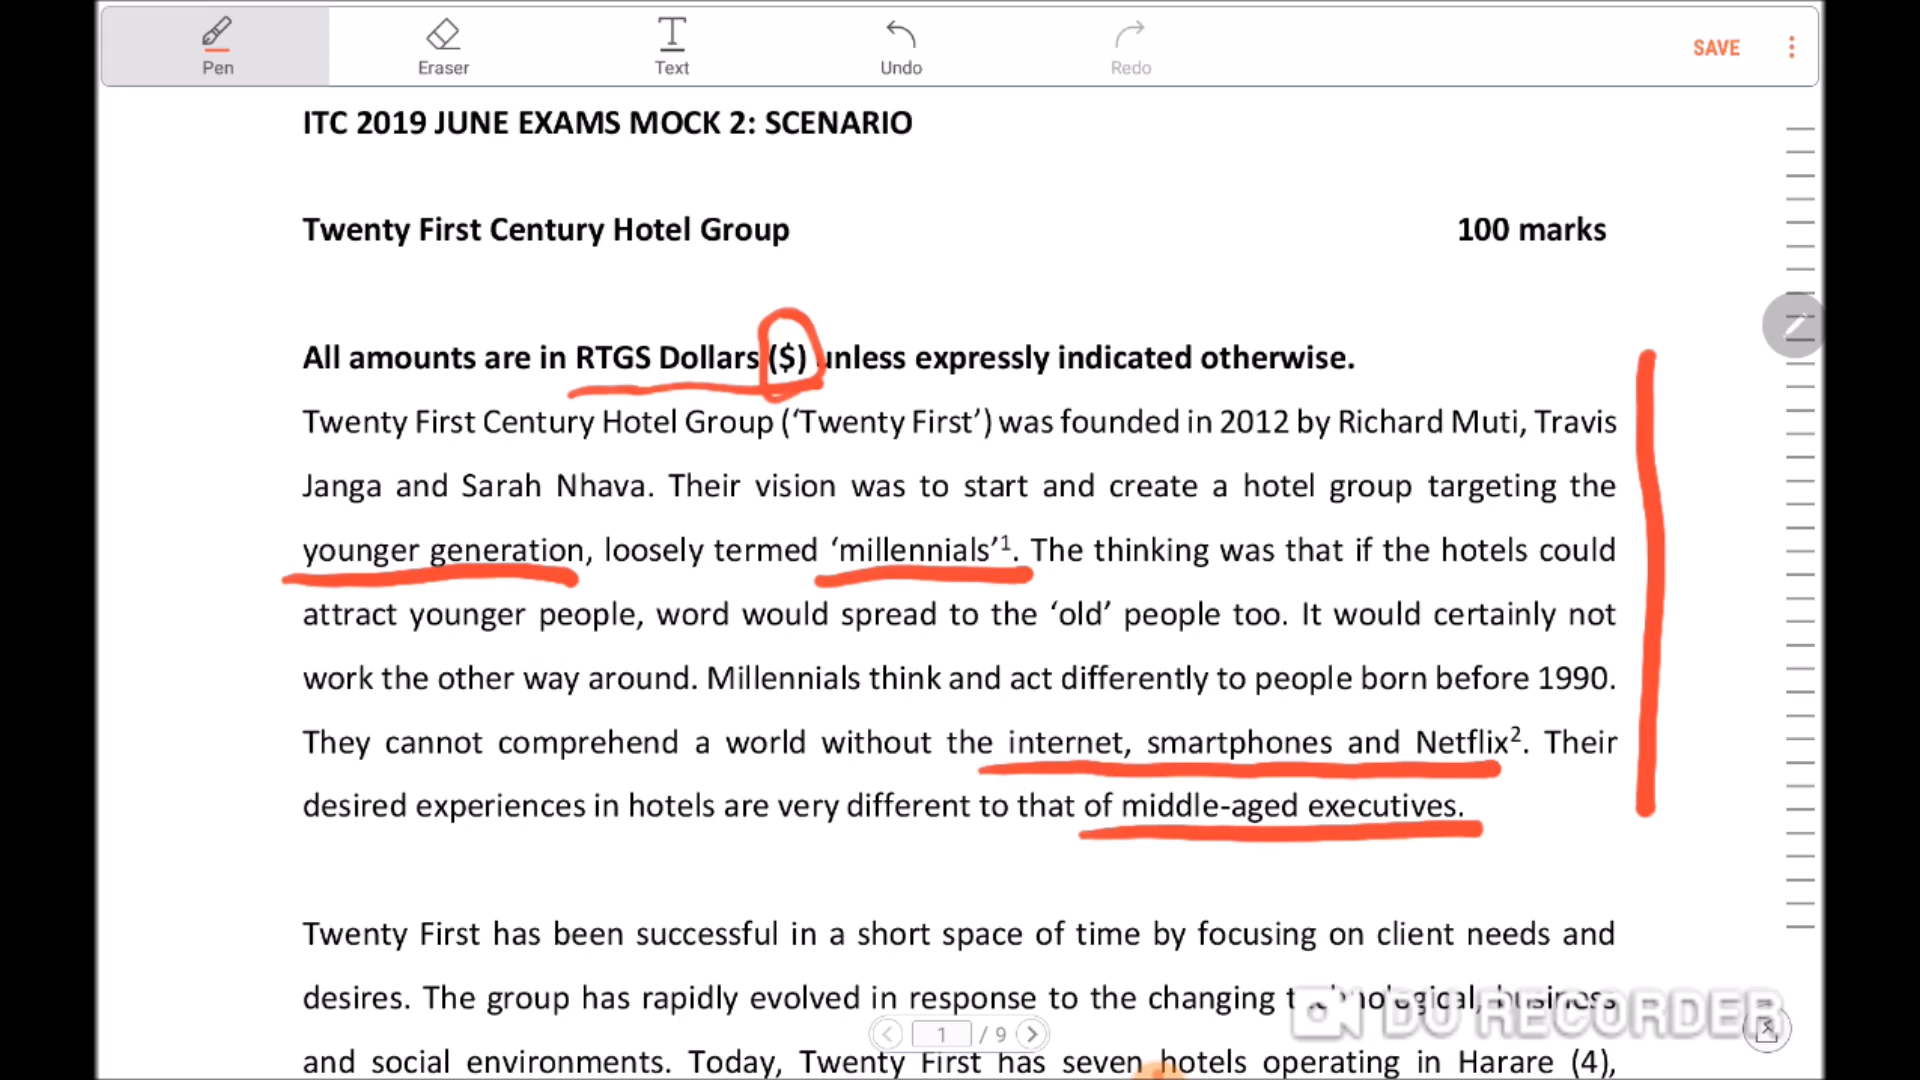 Pen
Eraser
Text
Undo
Redo
SAVE
ITC 2019 JUNE EXAMS MOCK 2: SCENARIO
Twenty First Century Hotel Group 100 marks
All amounts are in RTGS Dollars ($) unless expressly indicated otherwise.
Twenty First Century Hotel Group (‘Twenty First’) was founded in 2012 by Richard Muti, Travis
Janga and Sarah Nhava. Their vision was to start and create a hotel group targeting the
younger generation, loosely termed ‘millennials’¹. The thinking was that if the hotels could
attract younger people, word would spread to the ‘old’ people too. It would certainly not
work the other way around. Millennials think and act differently to people born before 1990.
They cannot comprehend a world without the internet, smartphones and Netflix². Their
desired experiences in hotels are very different to that of middle-aged executives.
Twenty First has been successful in a short space of time by focusing on client needs and
desires. The group has rapidly evolved in response to the changing technological, business
DU RECORDER
1 / 9
and social environments. Today, Twenty First has seven hotels operating in Harare (4),